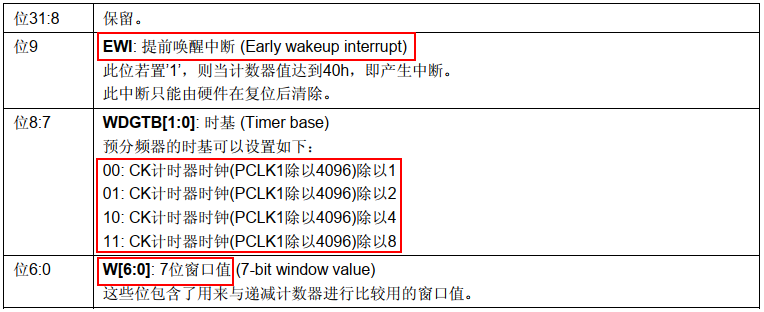 位31:8 保留。
位9 EWI: 提前唤醒中断 (Early wakeup interrupt)
此位若置'1'，则当计数器值达到40h，即产生中断。
此中断只能由硬件在复位后清除。
位8:7 WDGTB[1:0]: 时基 (Timer base)
预分频器的时基可以设置如下：
00: CK计时器时钟(PCLK1除以4096)除以1
01: CK计时器时钟(PCLK1除以4096)除以2
10: CK计时器时钟(PCLK1除以4096)除以4
11: CK计时器时钟(PCLK1除以4096)除以8
位6:0 W[6:0]: 7位窗口值 (7-bit window value)
这些位包含了用来与递减计数器进行比较用的窗口值。